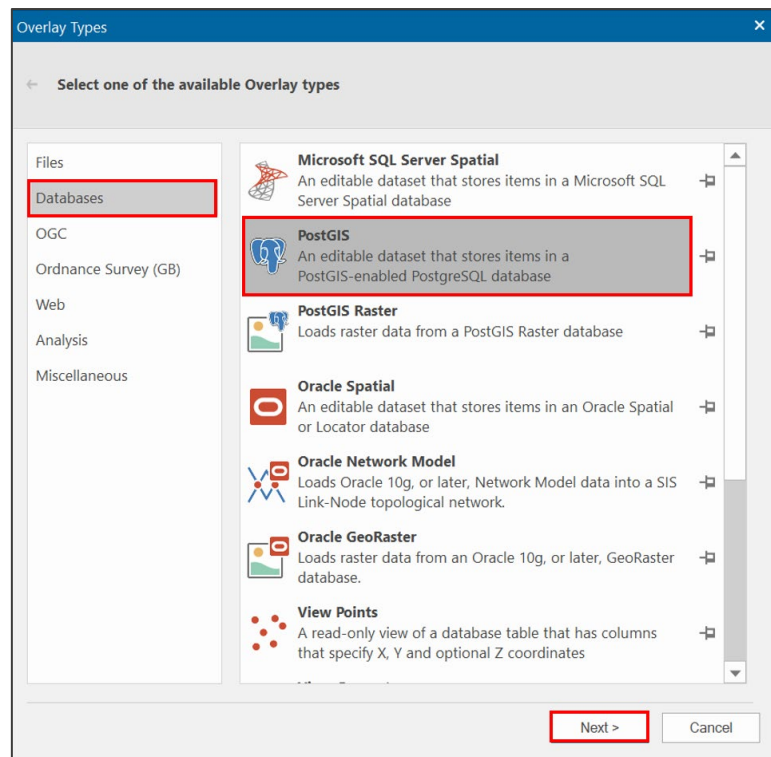 Overlay Types
Select one of the available Overlay types
Files
Databases
OGC
Ordnance Survey (GB)
Web
Analysis
Miscellaneous
Microsoft SQL Server Spatial
An editable dataset that stores items in a Microsoft SQL
Server Spatial database
PostGIS
An editable dataset that stores items in a
PostGIS-enabled PostgreSQL database
PostGIS Raster
Loads raster data from a PostGIS Raster database
Oracle Spatial
An editable dataset that stores items in an Oracle Spatial
or Locator database
Oracle Network Model
Loads Oracle 10g, or later, Network Model data into a SIS
Link-Node topological network.
Oracle GeoRaster
Loads raster data from an Oracle 10g, or later, GeoRaster
database.
View Points
A read-only view of a database table that has columns
that specify X, Y and optional Z coordinates
Next >
Cancel